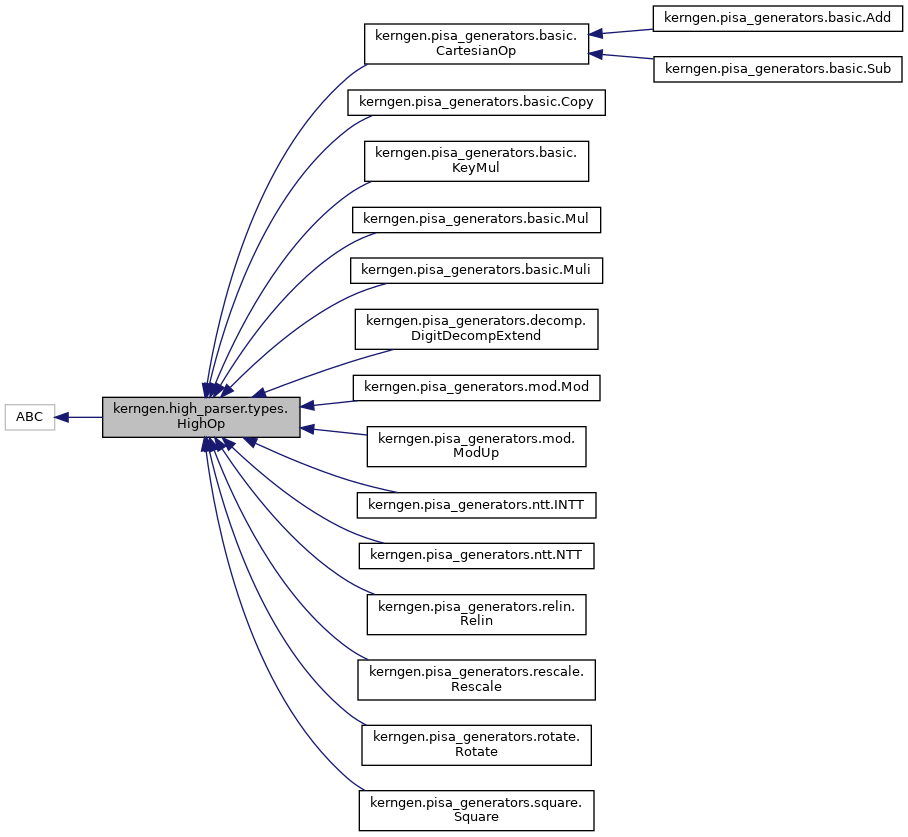 ABC
kerngen.high_parser.types.
HighOp
kerngen.pisa_generators.basic.
CartesianOp
kerngen.pisa_generators.basic.Add
kerngen.pisa_generators.basic.Sub
kerngen.pisa_generators.basic.Copy
kerngen.pisa_generators.basic.
KeyMul
kerngen.pisa_generators.basic.Mul
kerngen.pisa_generators.basic.Muli
kerngen.pisa_generators.decomp.
DigitDecompExtend
kerngen.pisa_generators.mod.Mod
kerngen.pisa_generators.mod.
ModUp
kerngen.pisa_generators.ntt.INTT
kerngen.pisa_generators.ntt.NTT
kerngen.pisa_generators.relin.
Relin
kerngen.pisa_generators.rescale.
Rescale
kerngen.pisa_generators.rotate.
Rotate
kerngen.pisa_generators.square.
Square